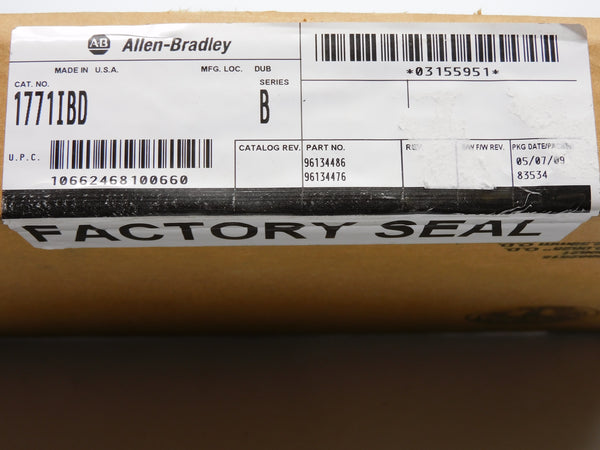 AB Allen-Bradley
*03155951*
MADE IN U.S.A. MFG. LOC. DUB
CAT. NO. SERIES
1771IBD B
U.P.C.
10662468100660
CATALOG REV. PART NO. REV. F/W REV. PKG DATE/
96134486 05/07/09
96134476 83534
FACTORY SEAL